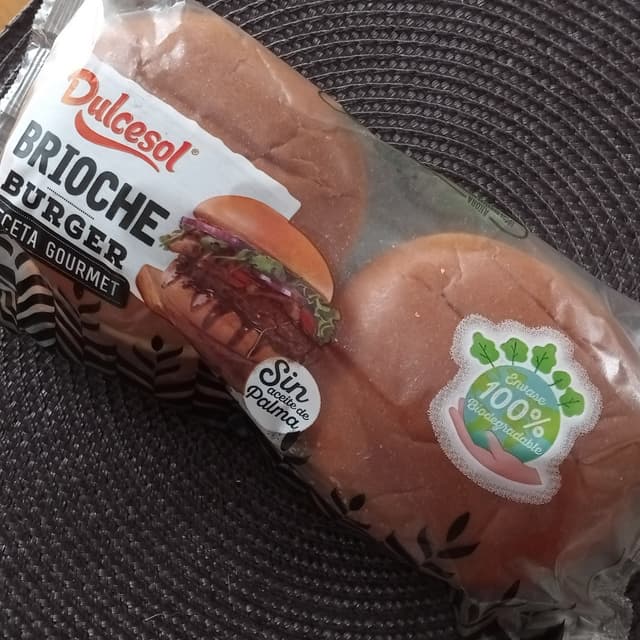 Dulcesol®
BRIOCHE
BURGER
CETA GOURMET
Sin
aceite de
Palma
Envase
100%
Biodegradable